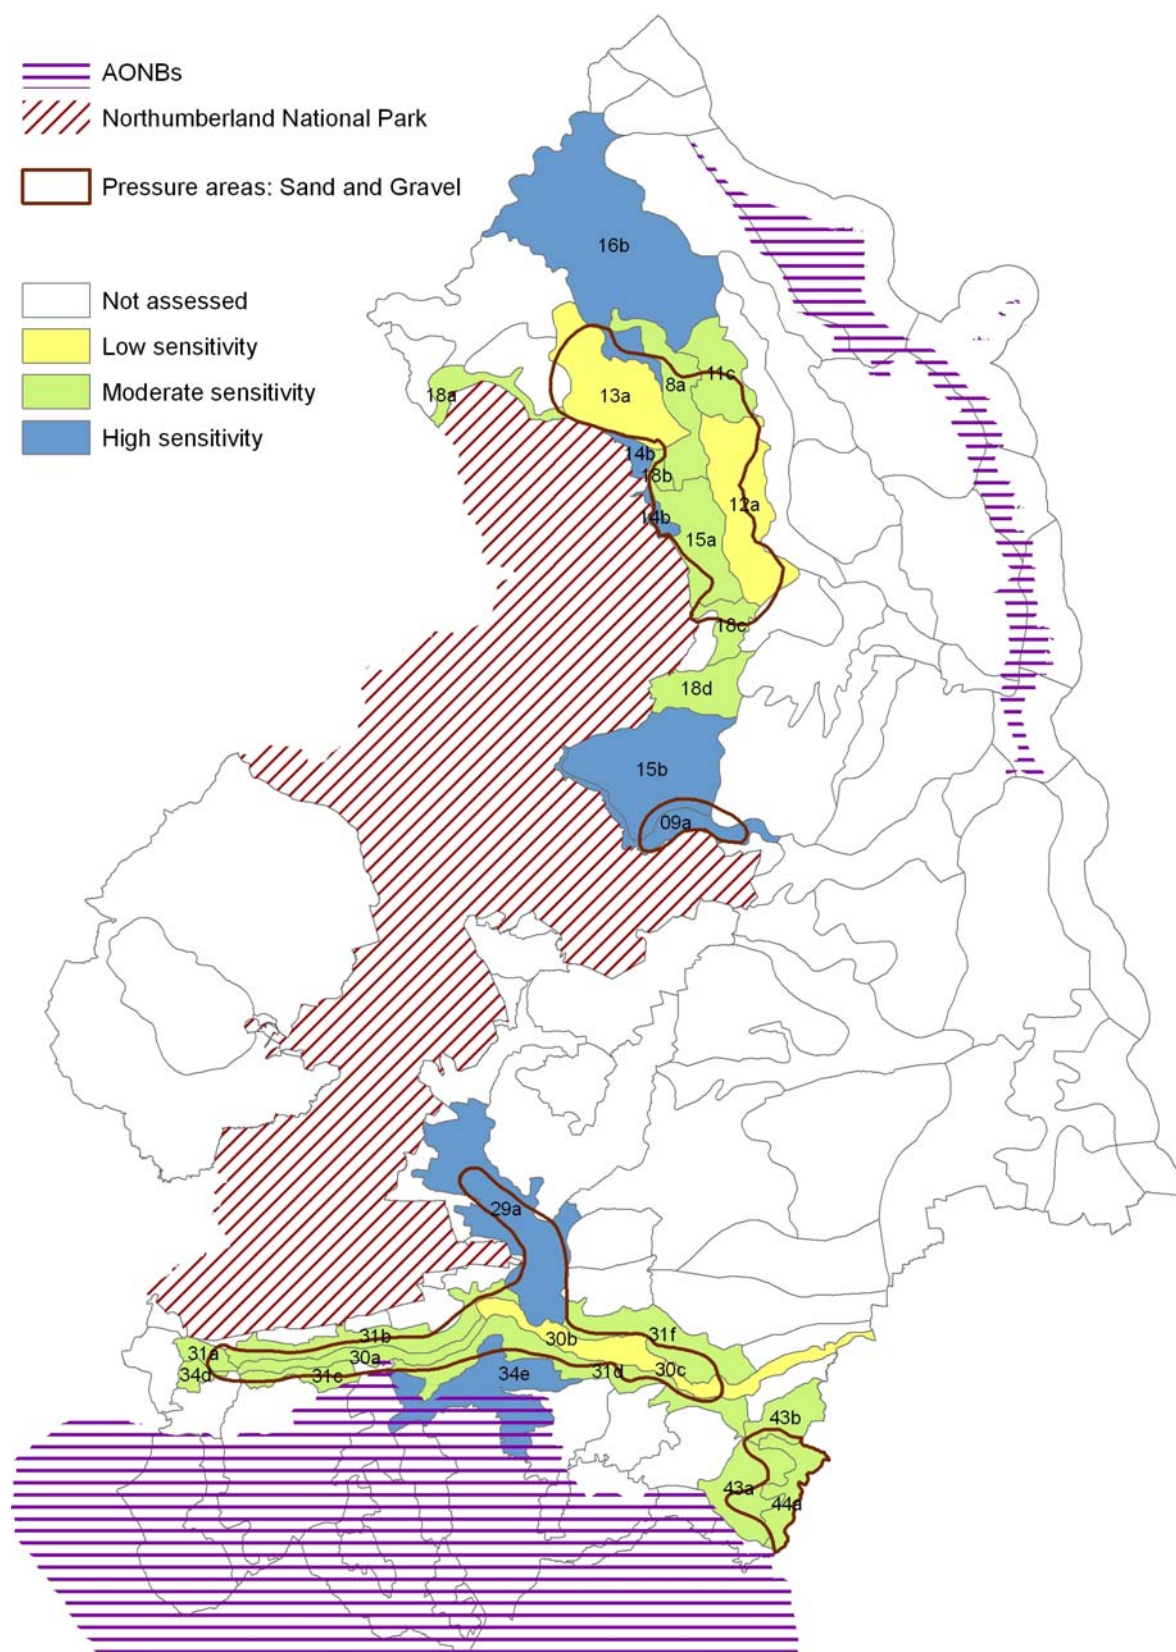 AONBs
Northumberland National Park
Pressure areas: Sand and Gravel
Not assessed
Low sensitivity
Moderate sensitivity
High sensitivity
16b
11c
8a
18a
13a
14b
18b
12a
14b
15a
18c
18d
15b
09a
29a
31b
31f
30b
31a
30a
30c
34d
31c
34e
31d
43b
43a
44a